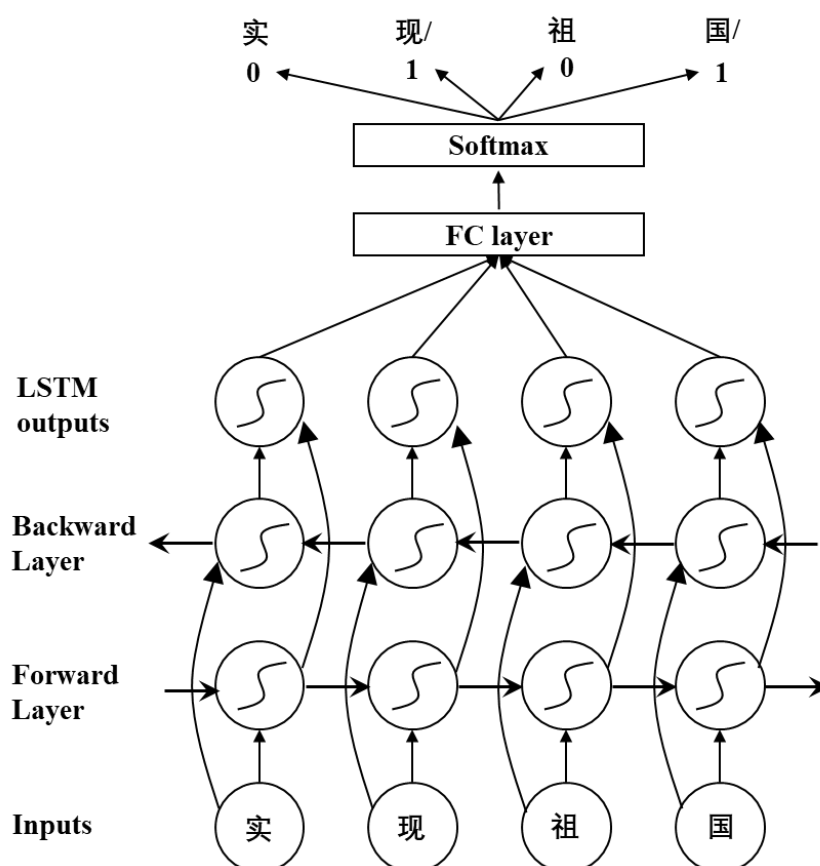 实 现/ 祖 国/
0 1 0 1
Softmax
FC layer
LSTM
outputs
Backward
Layer
Forward
Layer
Inputs 实 现 祖 国